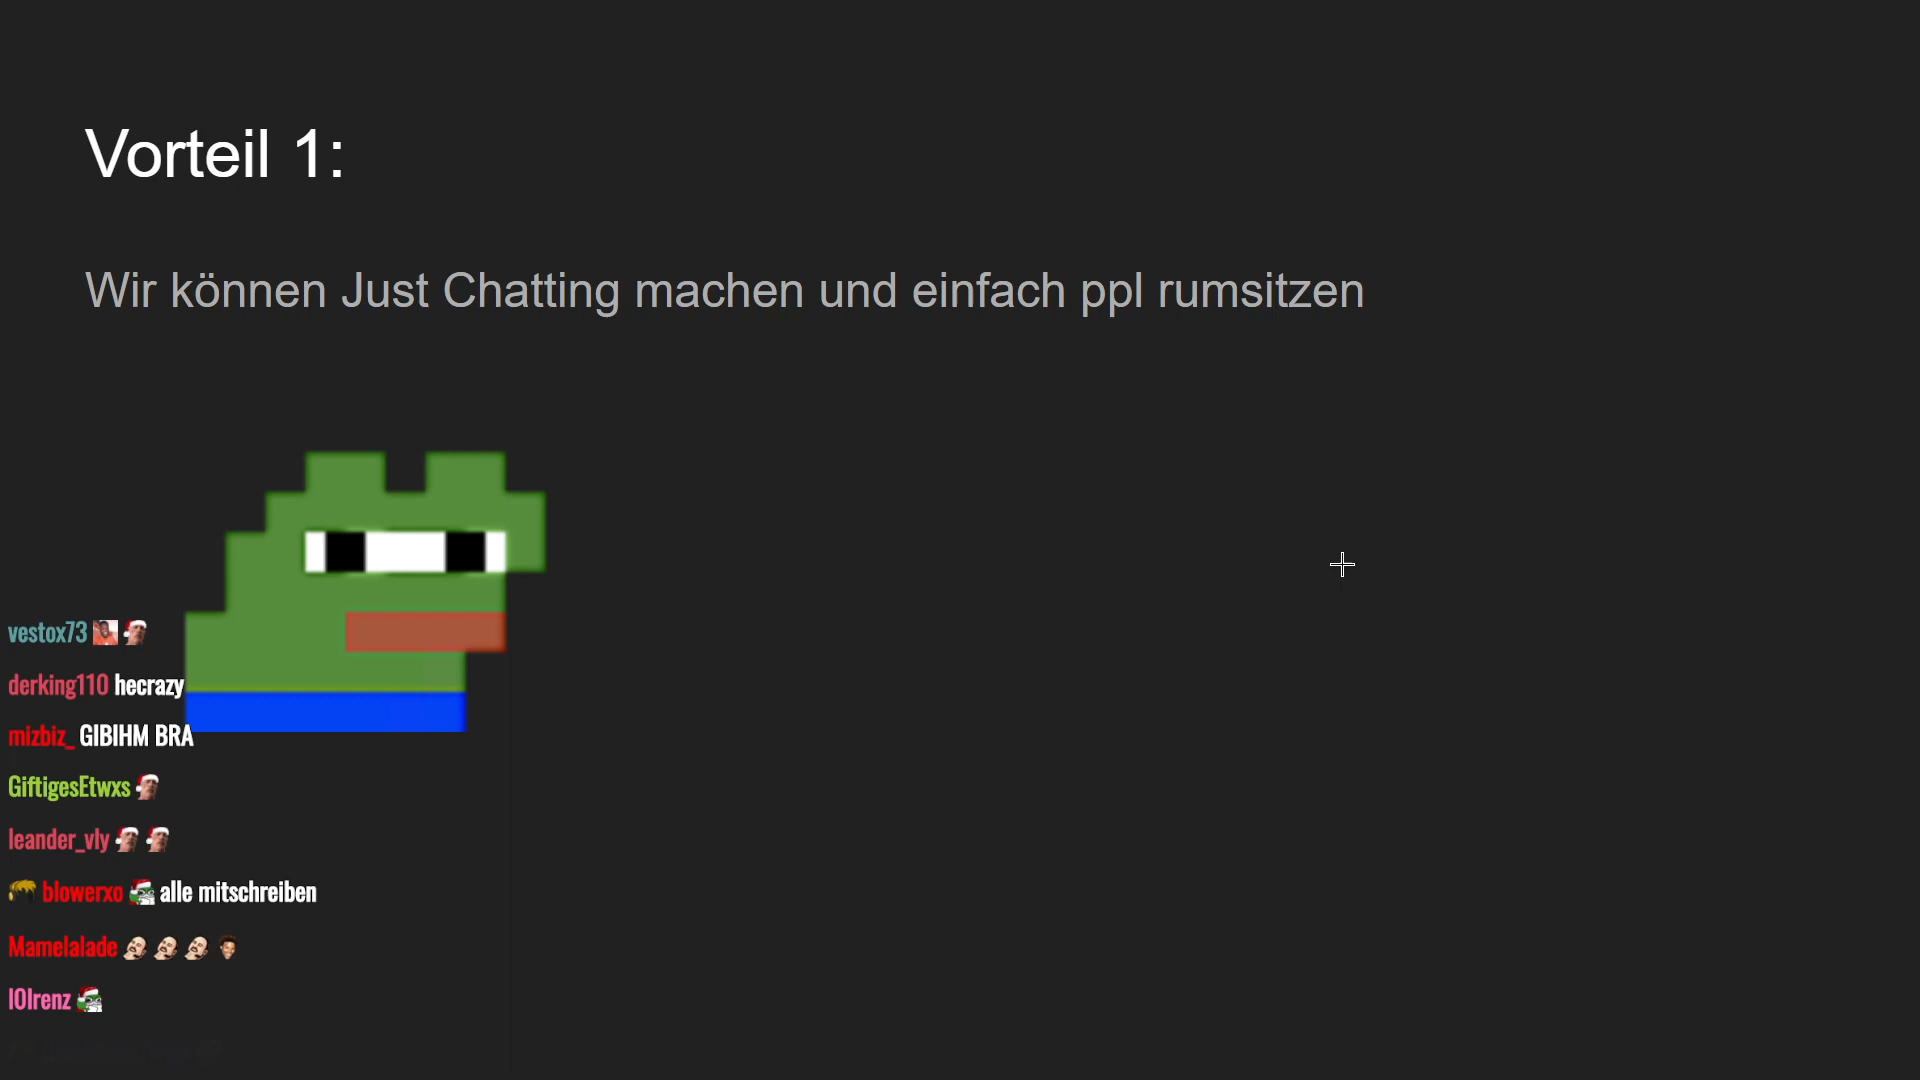 Vorteil 1:
Wir können Just Chatting machen und einfach ppl rumsitzen
vestox73
derking110 hecrazy
mizbiz_ GIBIHM BRA
GiftigesEtwxs
leander_vly
blowerxo alle mitschreiben
Mamelalade